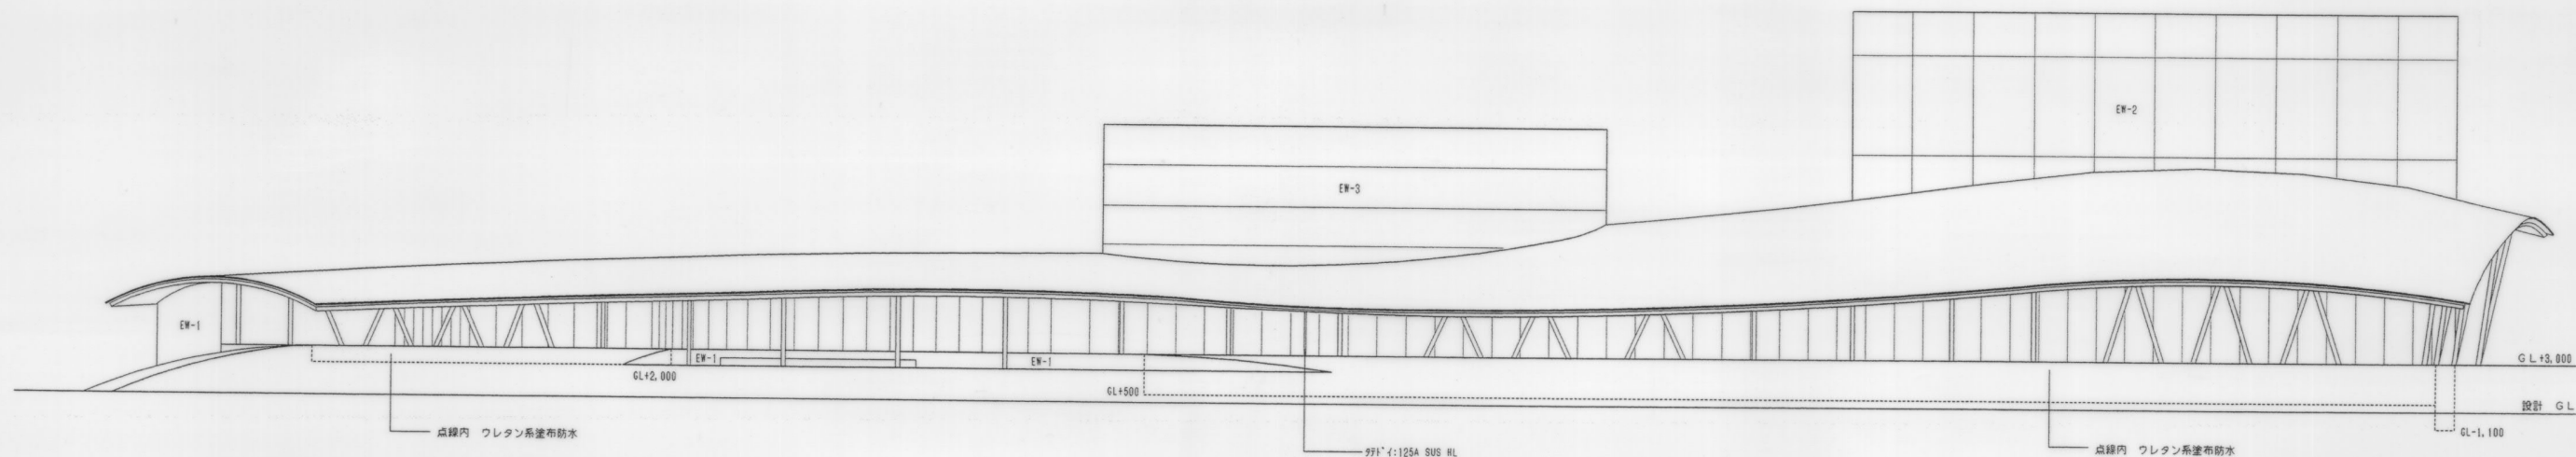 EW-2
EW-3
EW-1
EW-1
EW-1
GL+3,000
GL+2,000
GL+500
設計 GL
GL-1,100
点線内 ウレタン系塗布防水
ﾀﾃﾄﾞｲ:125A SUS HL
点線内 ウレタン系塗布防水